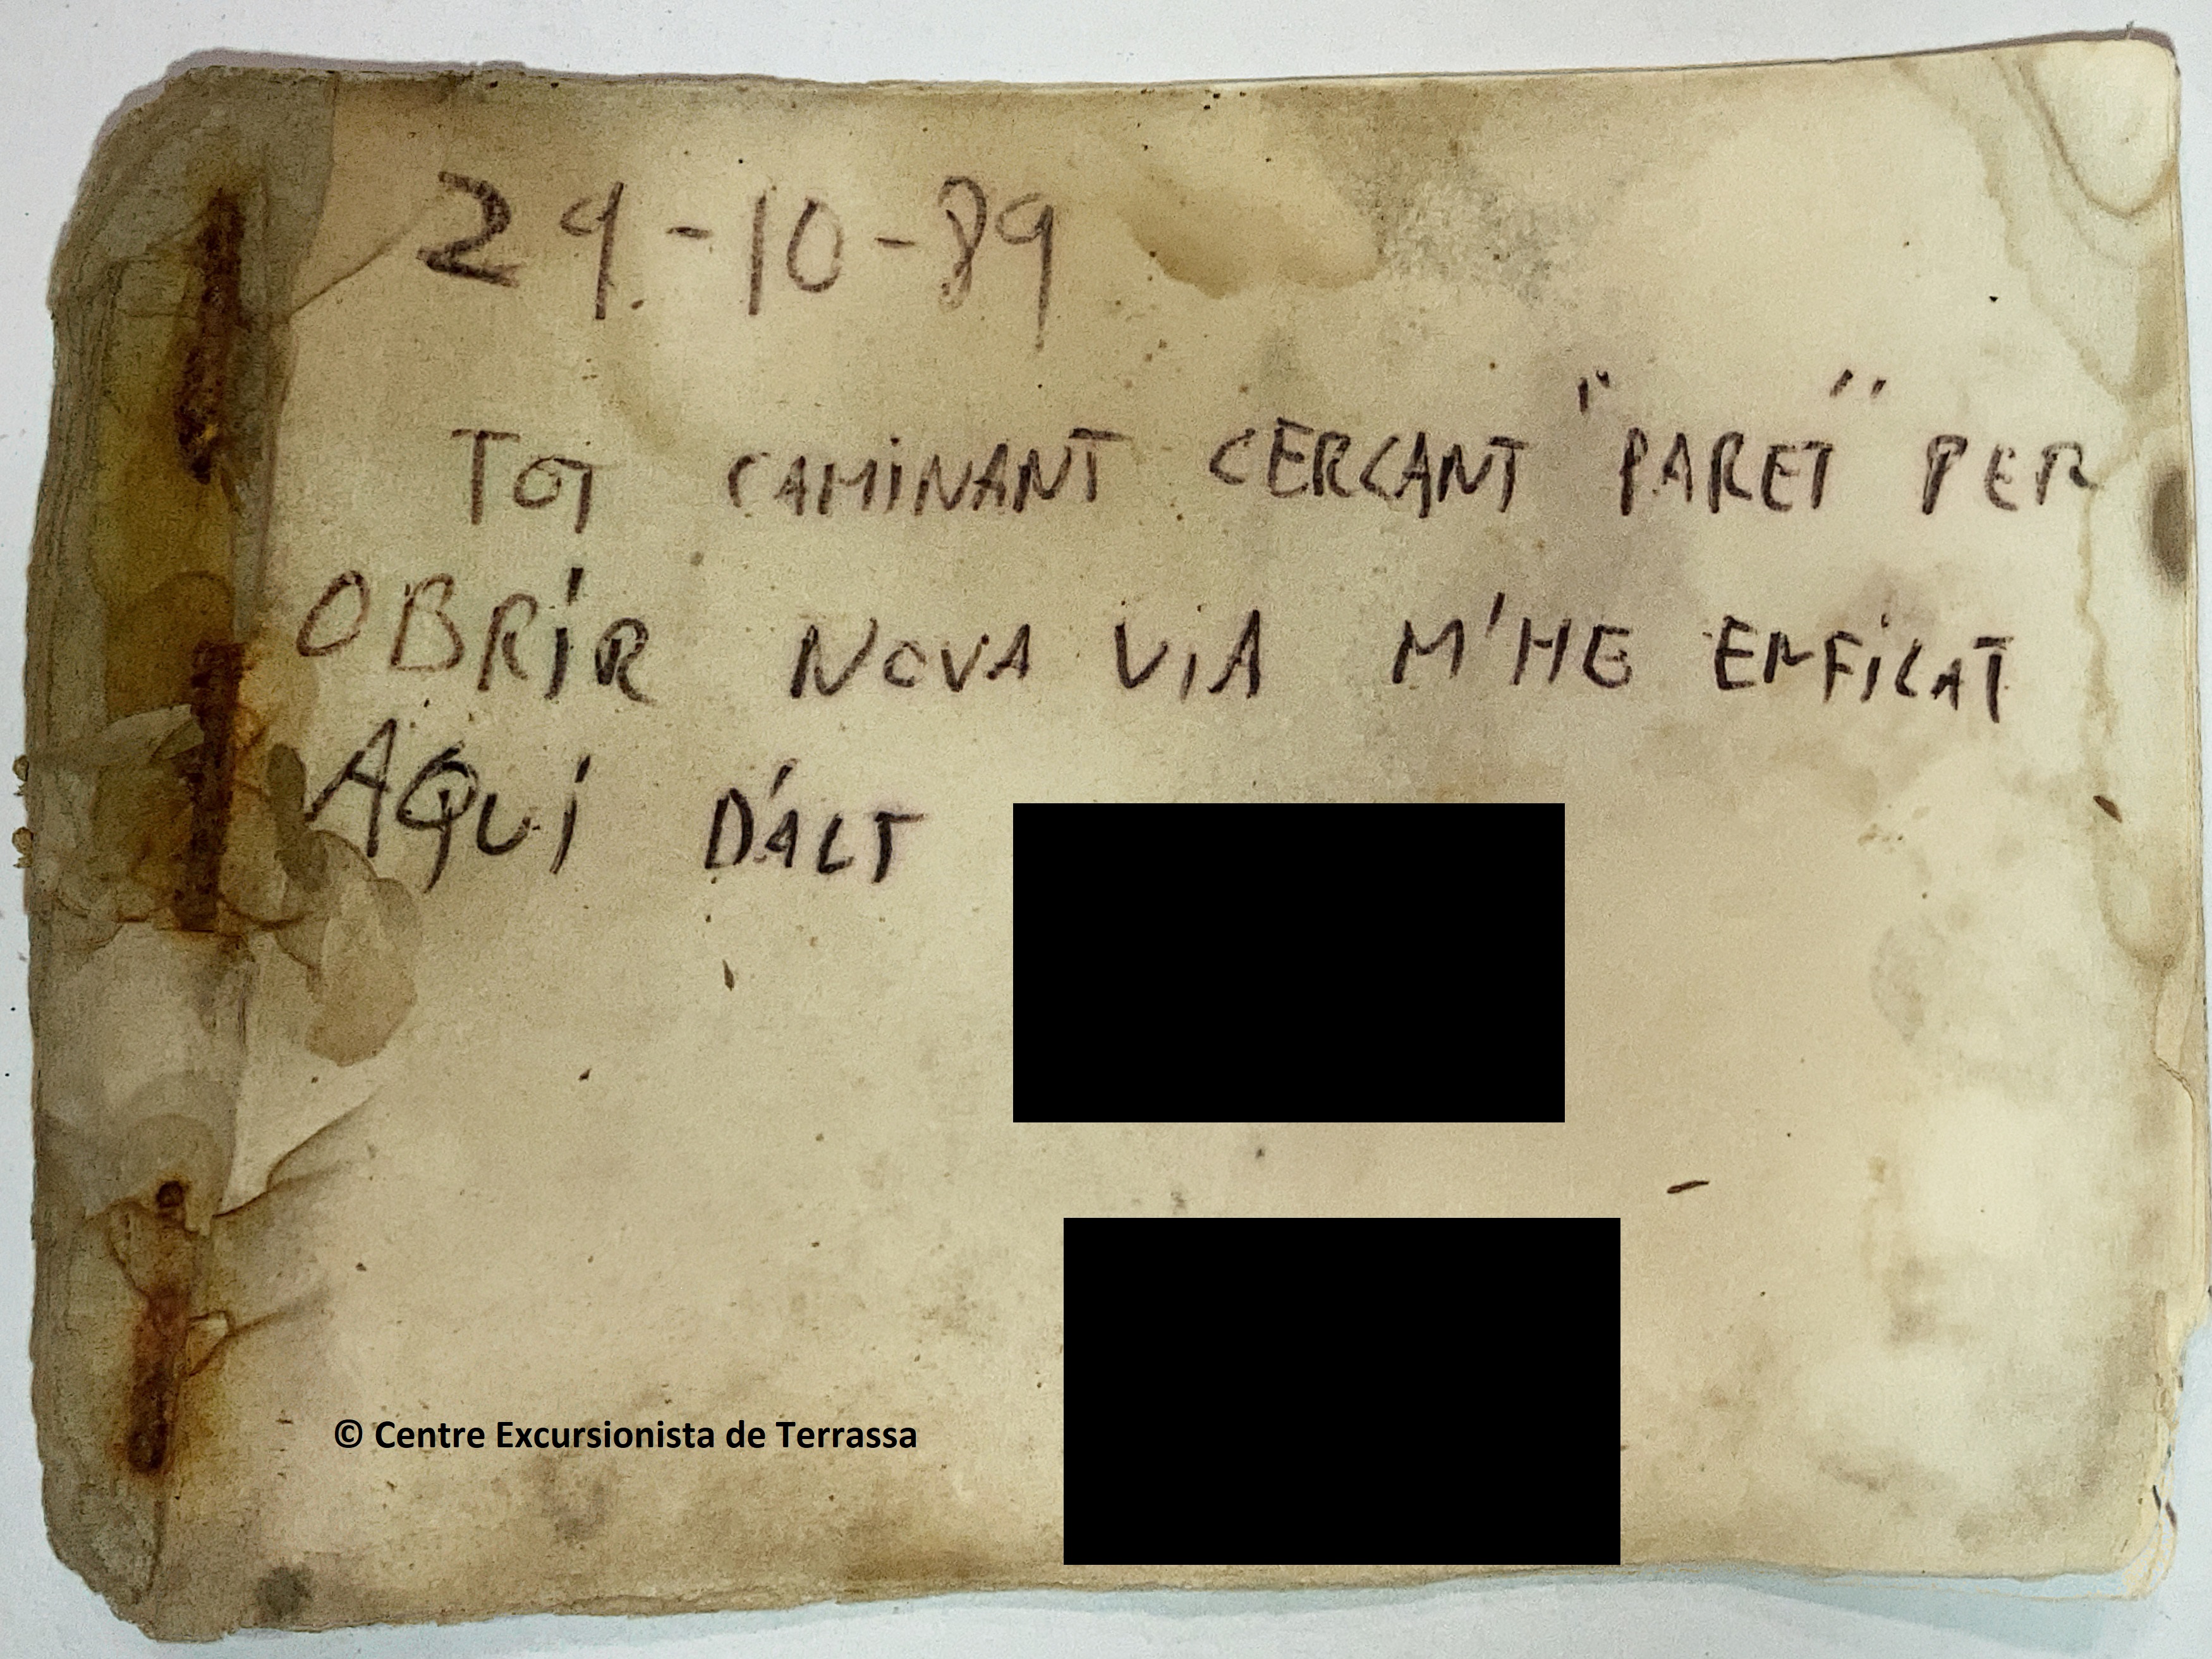 29-10-89
TOT CAMINANT CERCANT "PARET" PER
OBRIR NOVA VIA M'HE ENFILAT
AQUI D'ALT
© Centre Excursionista de Terrassa